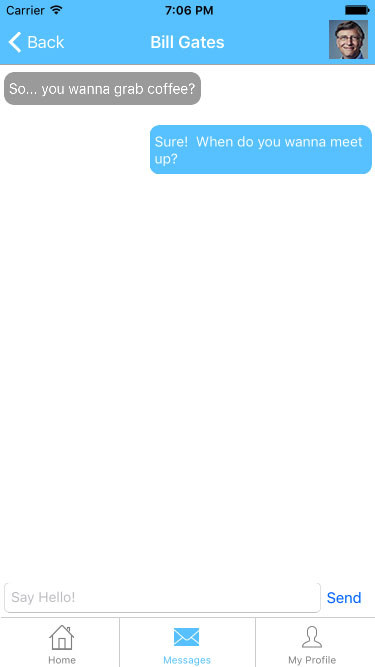 Carrier 7:06 PM
Back Bill Gates
So... you wanna grab coffee?
Sure!  When do you wanna meet
up?
Say Hello! Send
Home Messages My Profile